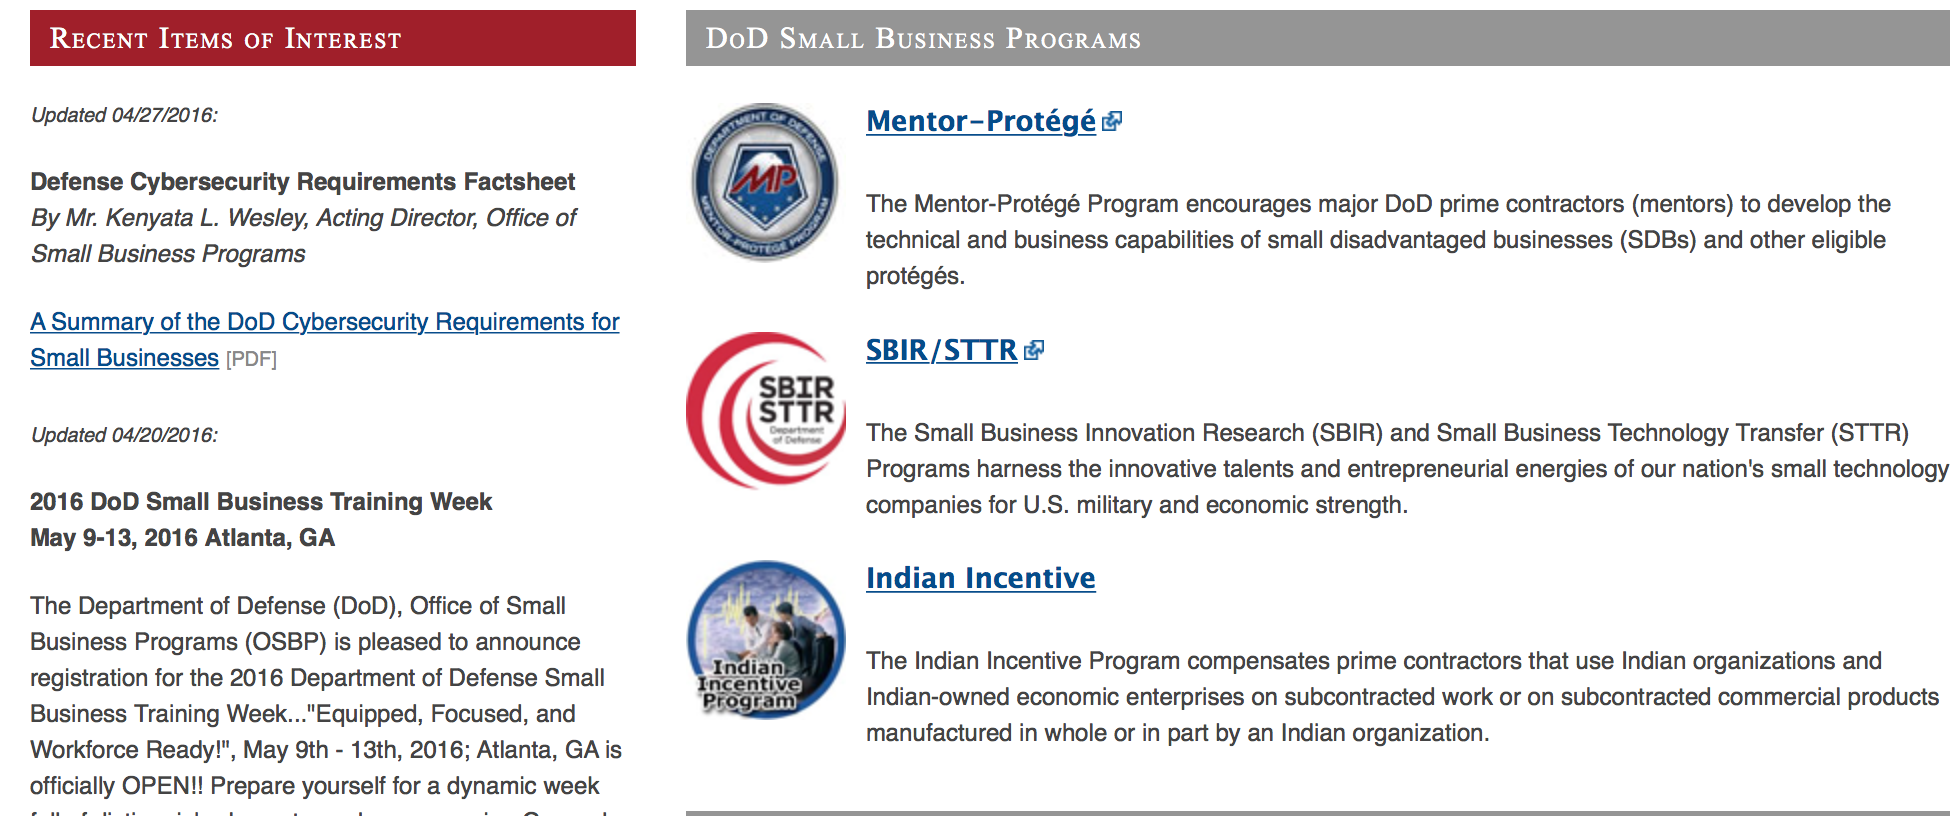 Recent Items of Interest
Updated 04/27/2016:
Defense Cybersecurity Requirements Factsheet
By Mr. Kenyata L. Wesley, Acting Director, Office of
Small Business Programs
A Summary of the DoD Cybersecurity Requirements for
Small Businesses [PDF]
Updated 04/20/2016:
2016 DoD Small Business Training Week
May 9-13, 2016 Atlanta, GA
The Department of Defense (DoD), Office of Small
Business Programs (OSBP) is pleased to announce
registration for the 2016 Department of Defense Small
Business Training Week..."Equipped, Focused, and
Workforce Ready!", May 9th - 13th, 2016; Atlanta, GA is
officially OPEN!! Prepare yourself for a dynamic week
DoD Small Business Programs
DEPARTMENT OF DEFENSE
MP
MENTOR-PROTÉGÉ PROGRAM
Mentor-Protégé
The Mentor-Protégé Program encourages major DoD prime contractors (mentors) to develop the
technical and business capabilities of small disadvantaged businesses (SDBs) and other eligible
protégés.
SBIR
STTR
Department
of Defense
SBIR/STTR
The Small Business Innovation Research (SBIR) and Small Business Technology Transfer (STTR)
Programs harness the innovative talents and entrepreneurial energies of our nation's small technology
companies for U.S. military and economic strength.
Indian
Incentive
Program
Indian Incentive
The Indian Incentive Program compensates prime contractors that use Indian organizations and
Indian-owned economic enterprises on subcontracted work or on subcontracted commercial products
manufactured in whole or in part by an Indian organization.